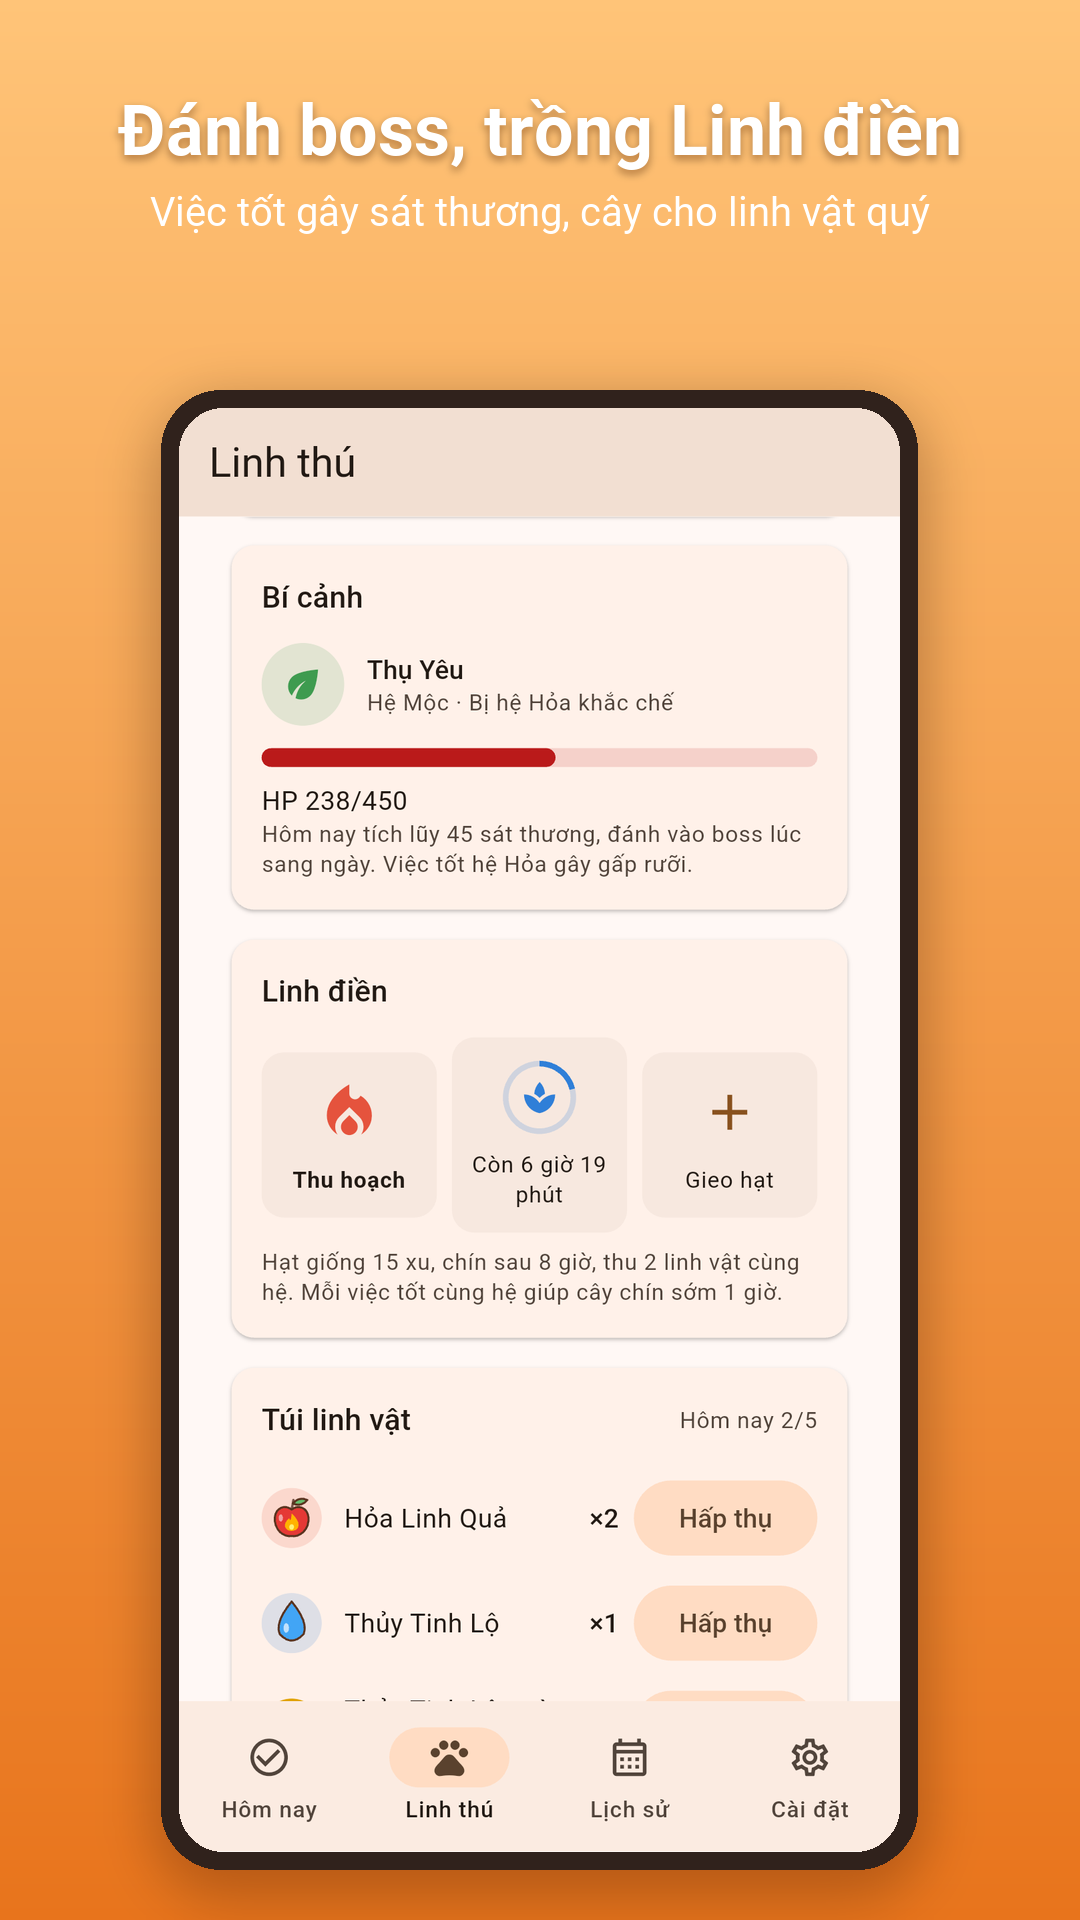 Đánh boss, trồng Linh điền
Việc tốt gây sát thương, cây cho linh vật quý
Linh thú
Bí cảnh
Thụ Yêu
Hệ Mộc · Bị hệ Hỏa khắc chế
HP 238/450
Hôm nay tích lũy 45 sát thương, đánh vào boss lúc
sang ngày. Việc tốt hệ Hỏa gây gấp rưỡi.
Linh điền
Thu hoạch
Còn 6 giờ 19
phút
Gieo hạt
Hạt giống 15 xu, chín sau 8 giờ, thu 2 linh vật cùng
hệ. Mỗi việc tốt cùng hệ giúp cây chín sớm 1 giờ.
Túi linh vật
Hôm nay 2/5
Hỏa Linh Quả ×2 Hấp thụ
Thủy Tinh Lộ ×1 Hấp thụ
Hôm nay
Linh thú
Lịch sử
Cài đặt